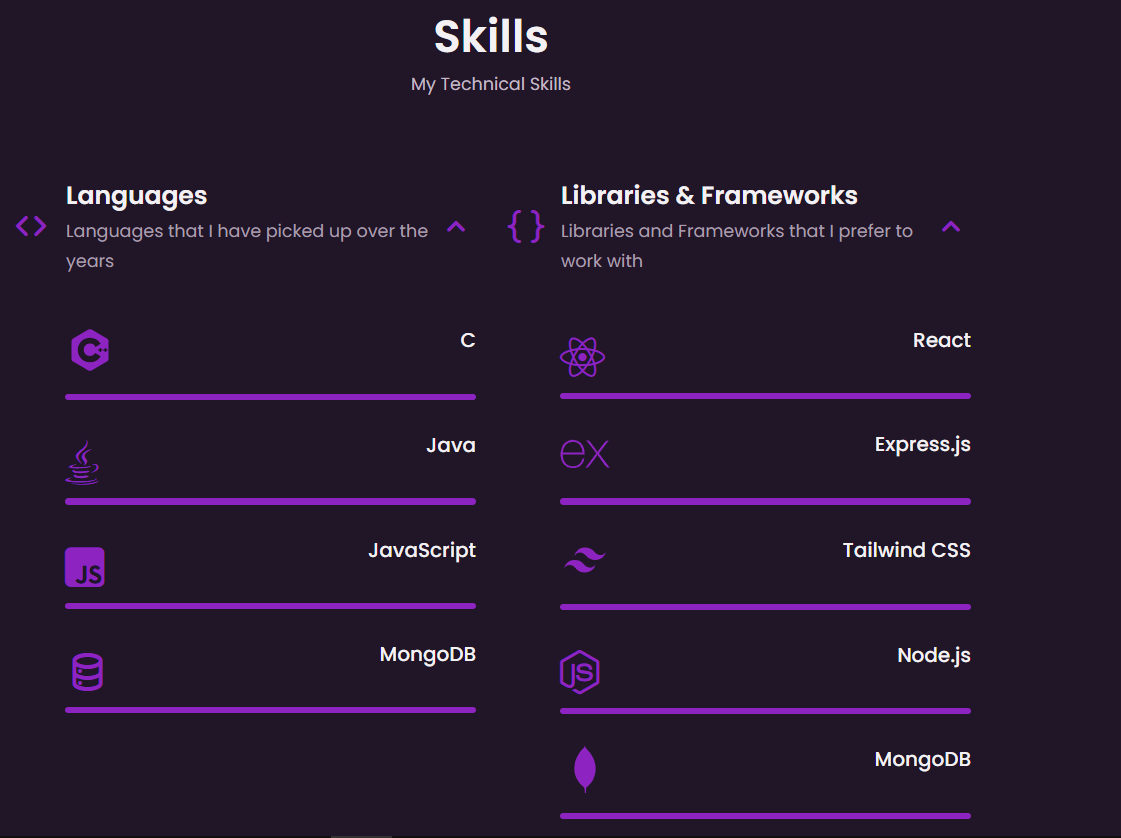 Skills
My Technical Skills
Languages
Languages that I have picked up over the
years
C
Java
JS
JavaScript
MongoDB
Libraries & Frameworks
Libraries and Frameworks that I prefer to
work with
React
ex
Express.js
Tailwind CSS
JS
Node.js
MongoDB